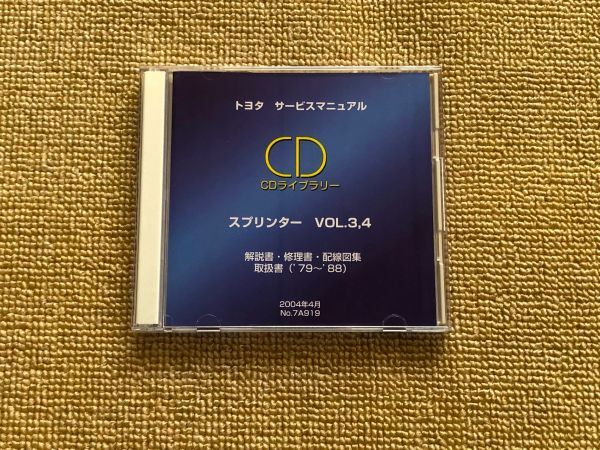 トヨタ サービスマニュアル
CD
CDライブラリー
スプリンター VOL.3,4
解説書・修理書・配線図集
取扱書('79～'88)
2004年4月
No.7A919